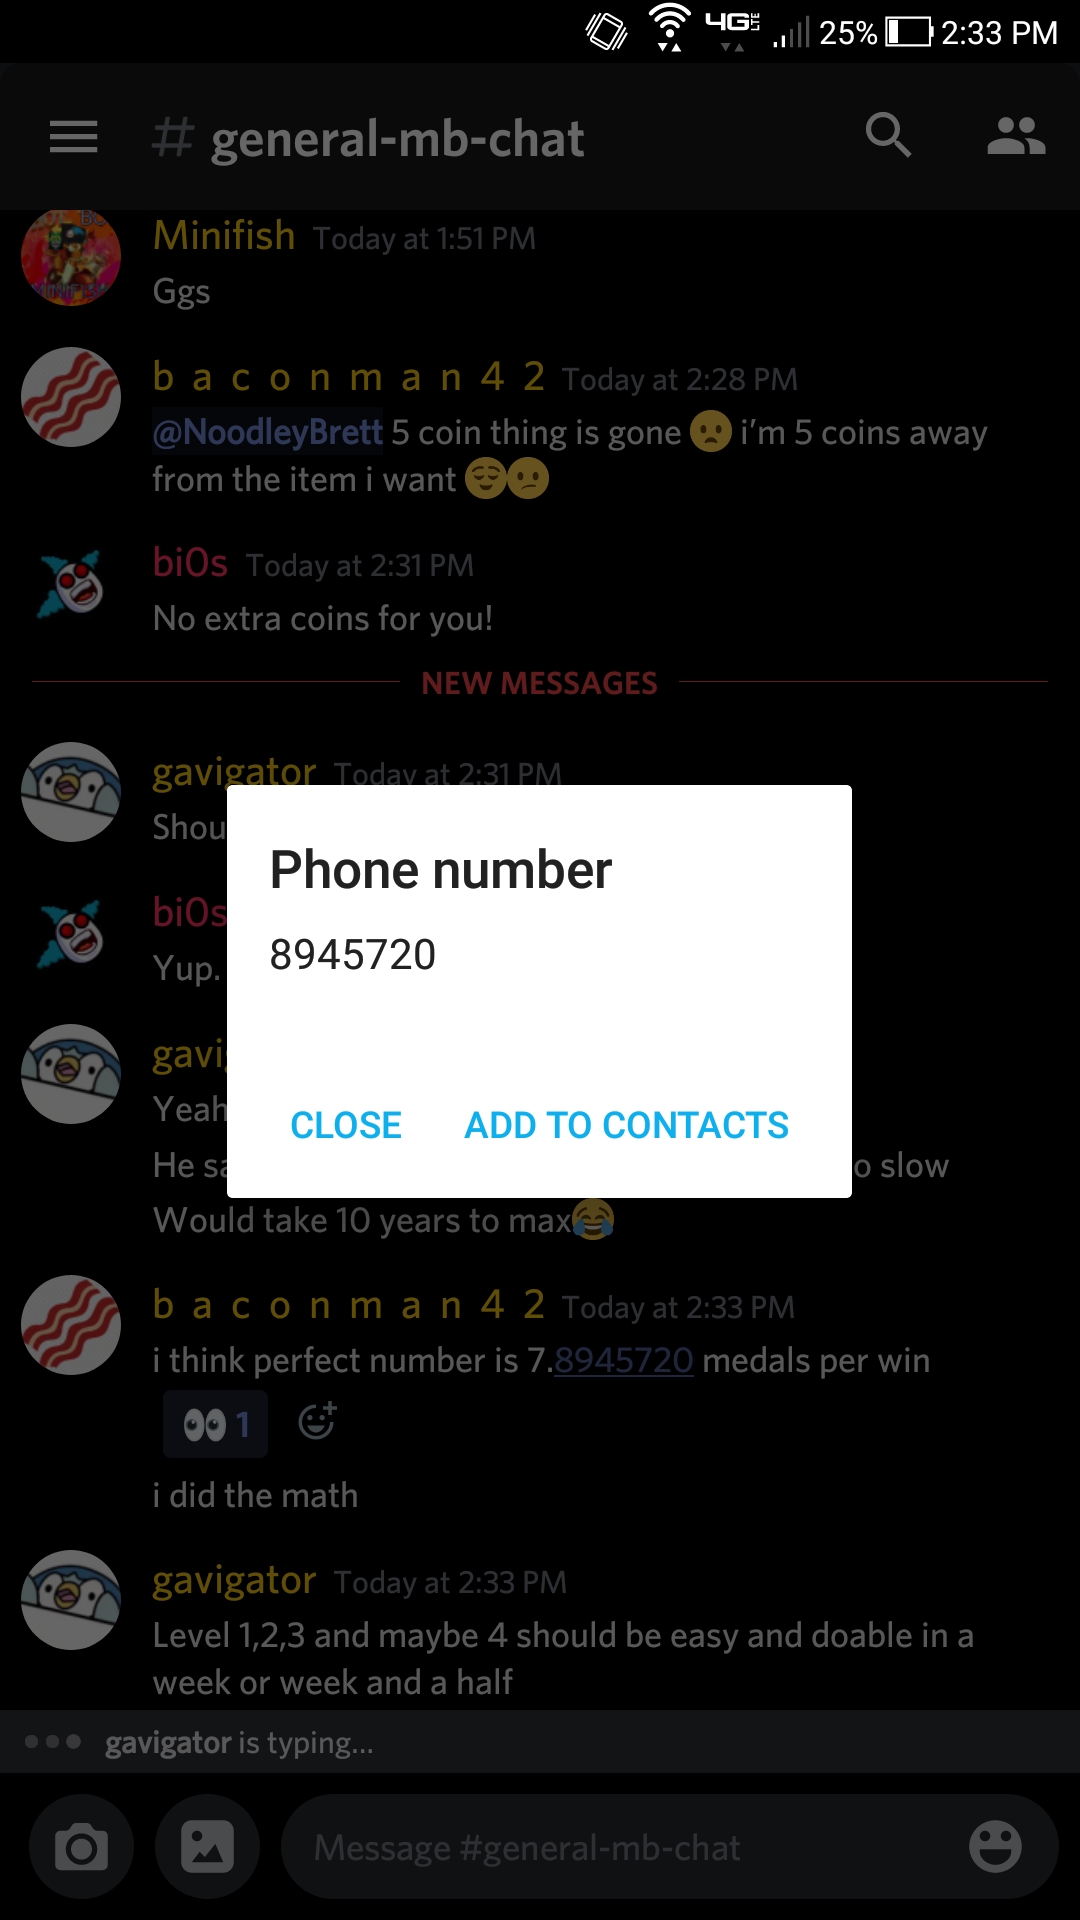 4G LTE 25% 2:33 PM
# general-mb-chat
Minifish Today at 1:51 PM
Ggs
b a c o n m a n 4 2 Today at 2:28 PM
@NoodleyBrett 5 coin thing is gone 😦 i'm 5 coins away
from the item i want 😌😕
bi0s Today at 2:31 PM
No extra coins for you!
NEW MESSAGES
gavigator Today at 2:31 PM
Shou
bi0s
Yup.
gavi
Yeah
He sa
o slow
Phone number
8945720
CLOSE ADD TO CONTACTS
Would take 10 years to max😂
b a c o n m a n 4 2 Today at 2:33 PM
i think perfect number is 7.8945720 medals per win
👀 1
i did the math
gavigator Today at 2:33 PM
Level 1,2,3 and maybe 4 should be easy and doable in a
week or week and a half
gavigator is typing...
Message #general-mb-chat